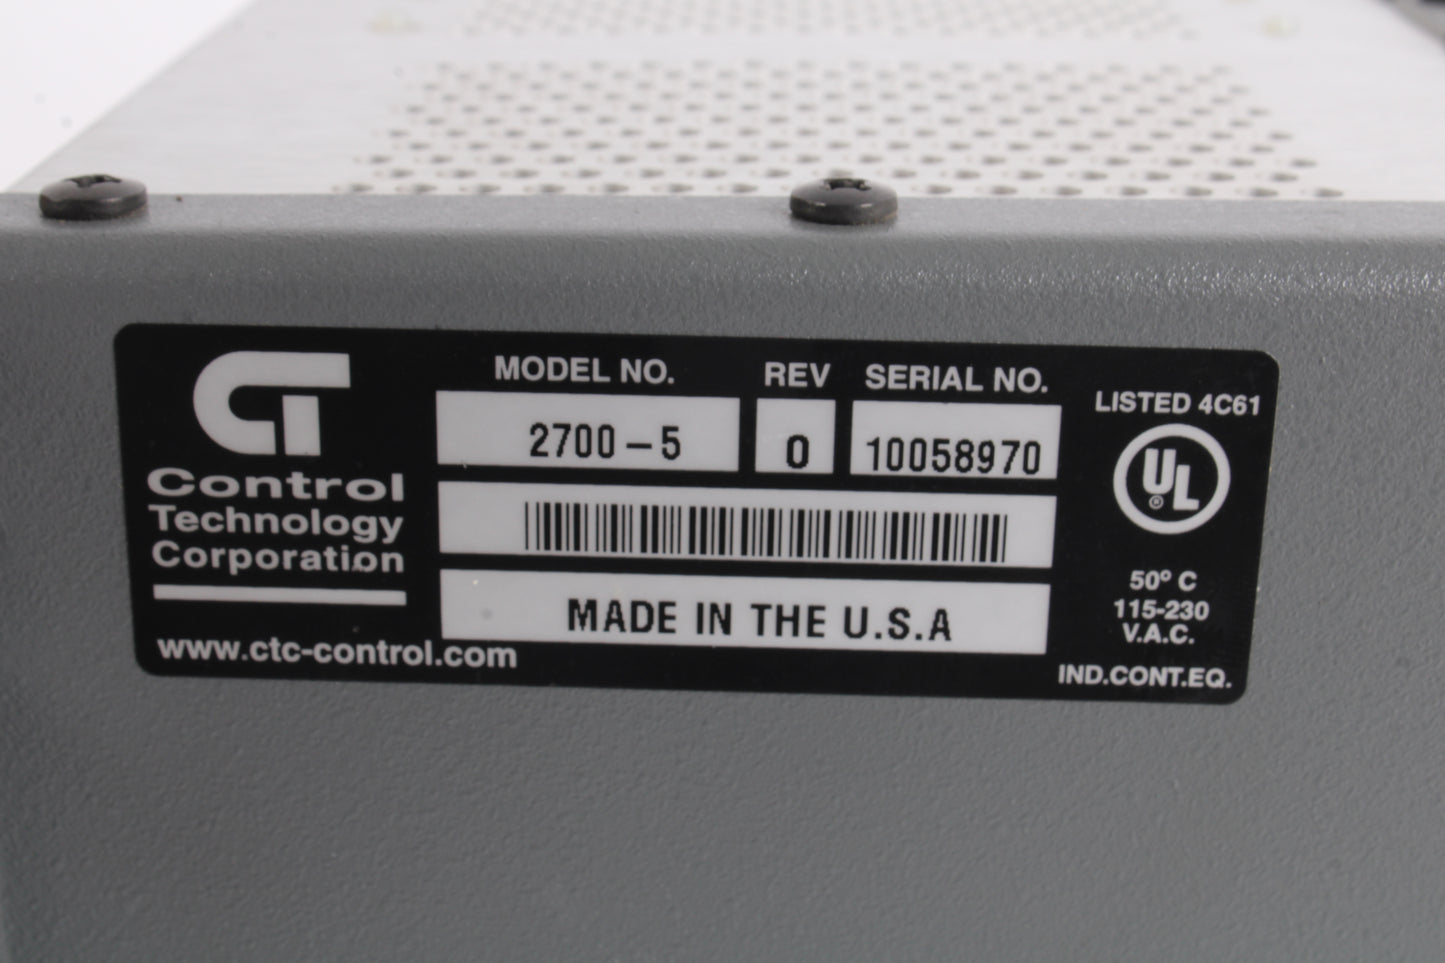 MODEL NO. REV SERIAL NO.
2700-5 0 10058970
CT
Control
Technology
Corporation
www.ctc-control.com
MADE IN THE U.S.A
LISTED 4C61
UL
®
50° C
115-230
V.A.C.
IND.CONT.EQ.